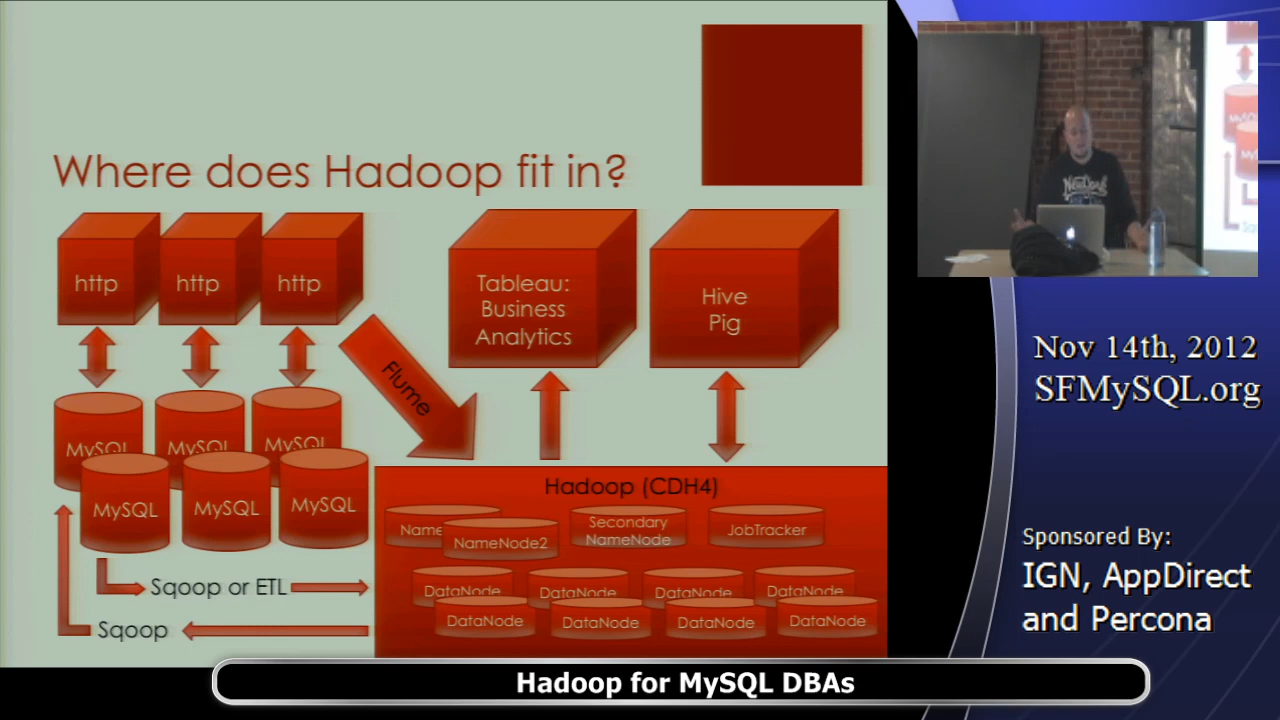 Where does Hadoop fit in?
http
http
http
Tableau:
Business
Analytics
Hive
Pig
Flume
MySQL
MySQL
MySQL
MySQL
MySQL
MySQL
Sqoop or ETL
Sqoop
Hadoop (CDH4)
Name
NameNode2
Secondary
NameNode
JobTracker
DataNode
DataNode
DataNode
DataNode
DataNode
DataNode
DataNode
DataNode
Nov 14th, 2012
SFMySQL.org
Sponsored By:
IGN, AppDirect
and Percona
Hadoop for MySQL DBAs